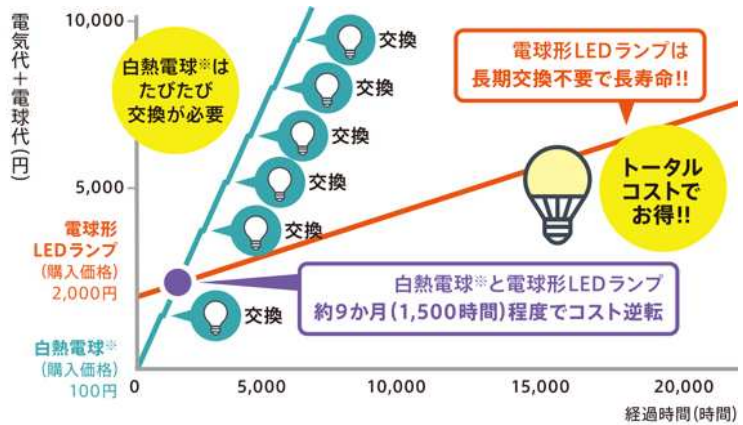 電気代＋電球代(円)
10,000
白熱電球※は
たびたび
交換が必要
交換
交換
交換
交換
交換
交換
電球形LEDランプは
長期交換不要で長寿命!!
トータル
コストで
お得!!
5,000
電球形
LEDランプ
(購入価格)
2,000円
白熱電球※と電球形LEDランプ
約9か月(1,500時間)程度でコスト逆転
白熱電球※
(購入価格)
100円
0
5,000
10,000
15,000
20,000
経過時間(時間)